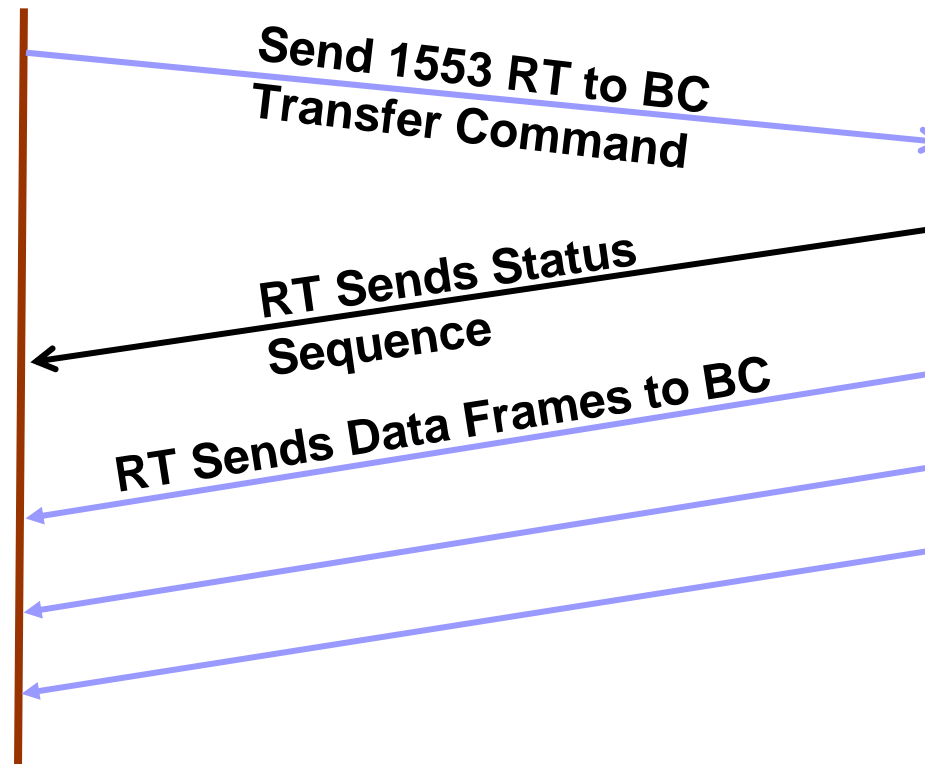 Send 1553 RT to BC
Transfer Command
RT Sends Status
Sequence
RT Sends Data Frames to BC